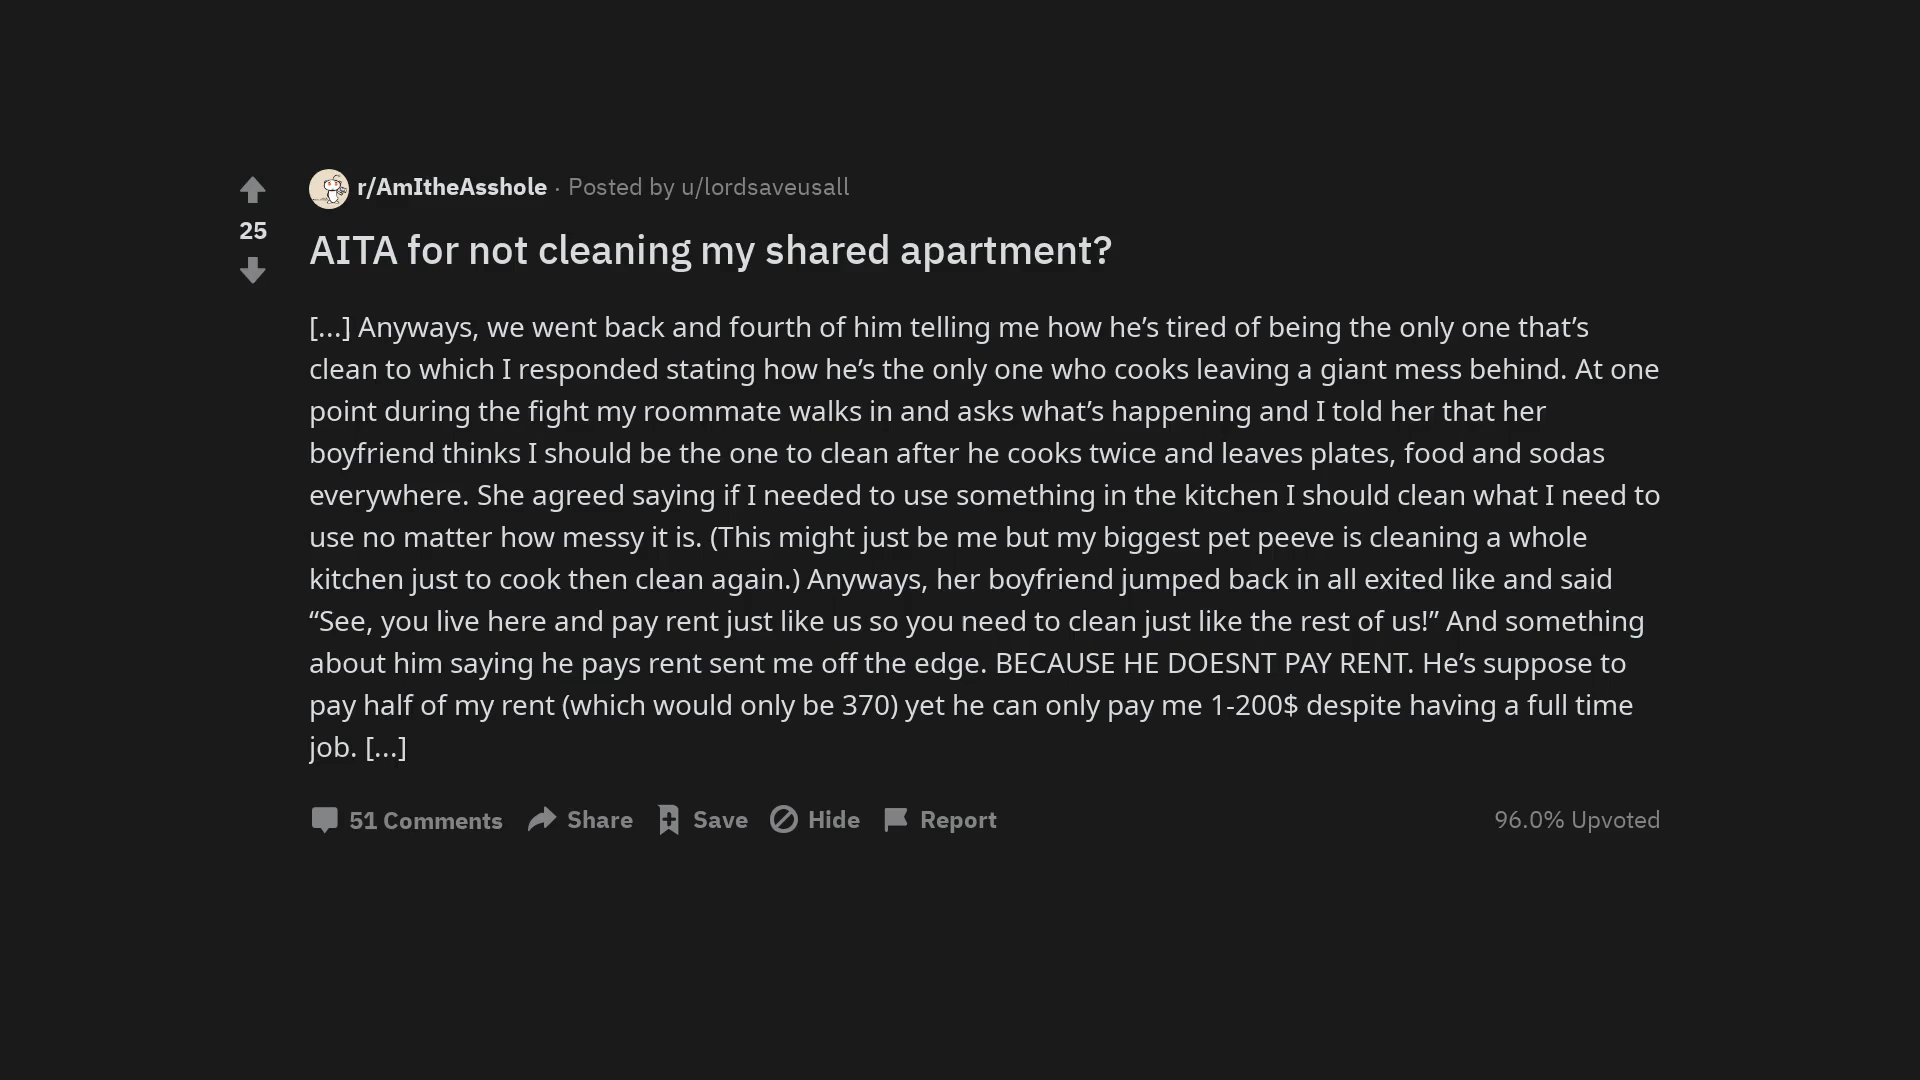 r/AmItheAsshole · Posted by u/lordsaveusall
25
AITA for not cleaning my shared apartment?
[...] Anyways, we went back and fourth of him telling me how he’s tired of being the only one that’s
clean to which I responded stating how he’s the only one who cooks leaving a giant mess behind. At one
point during the fight my roommate walks in and asks what’s happening and I told her that her
boyfriend thinks I should be the one to clean after he cooks twice and leaves plates, food and sodas
everywhere. She agreed saying if I needed to use something in the kitchen I should clean what I need to
use no matter how messy it is. (This might just be me but my biggest pet peeve is cleaning a whole
kitchen just to cook then clean again.) Anyways, her boyfriend jumped back in all exited like and said
“See, you live here and pay rent just like us so you need to clean just like the rest of us!” And something
about him saying he pays rent sent me off the edge. BECAUSE HE DOESNT PAY RENT. He’s suppose to
pay half of my rent (which would only be 370) yet he can only pay me 1-200$ despite having a full time
job. [...]
51 Comments Share Save Hide Report 96.0% Upvoted